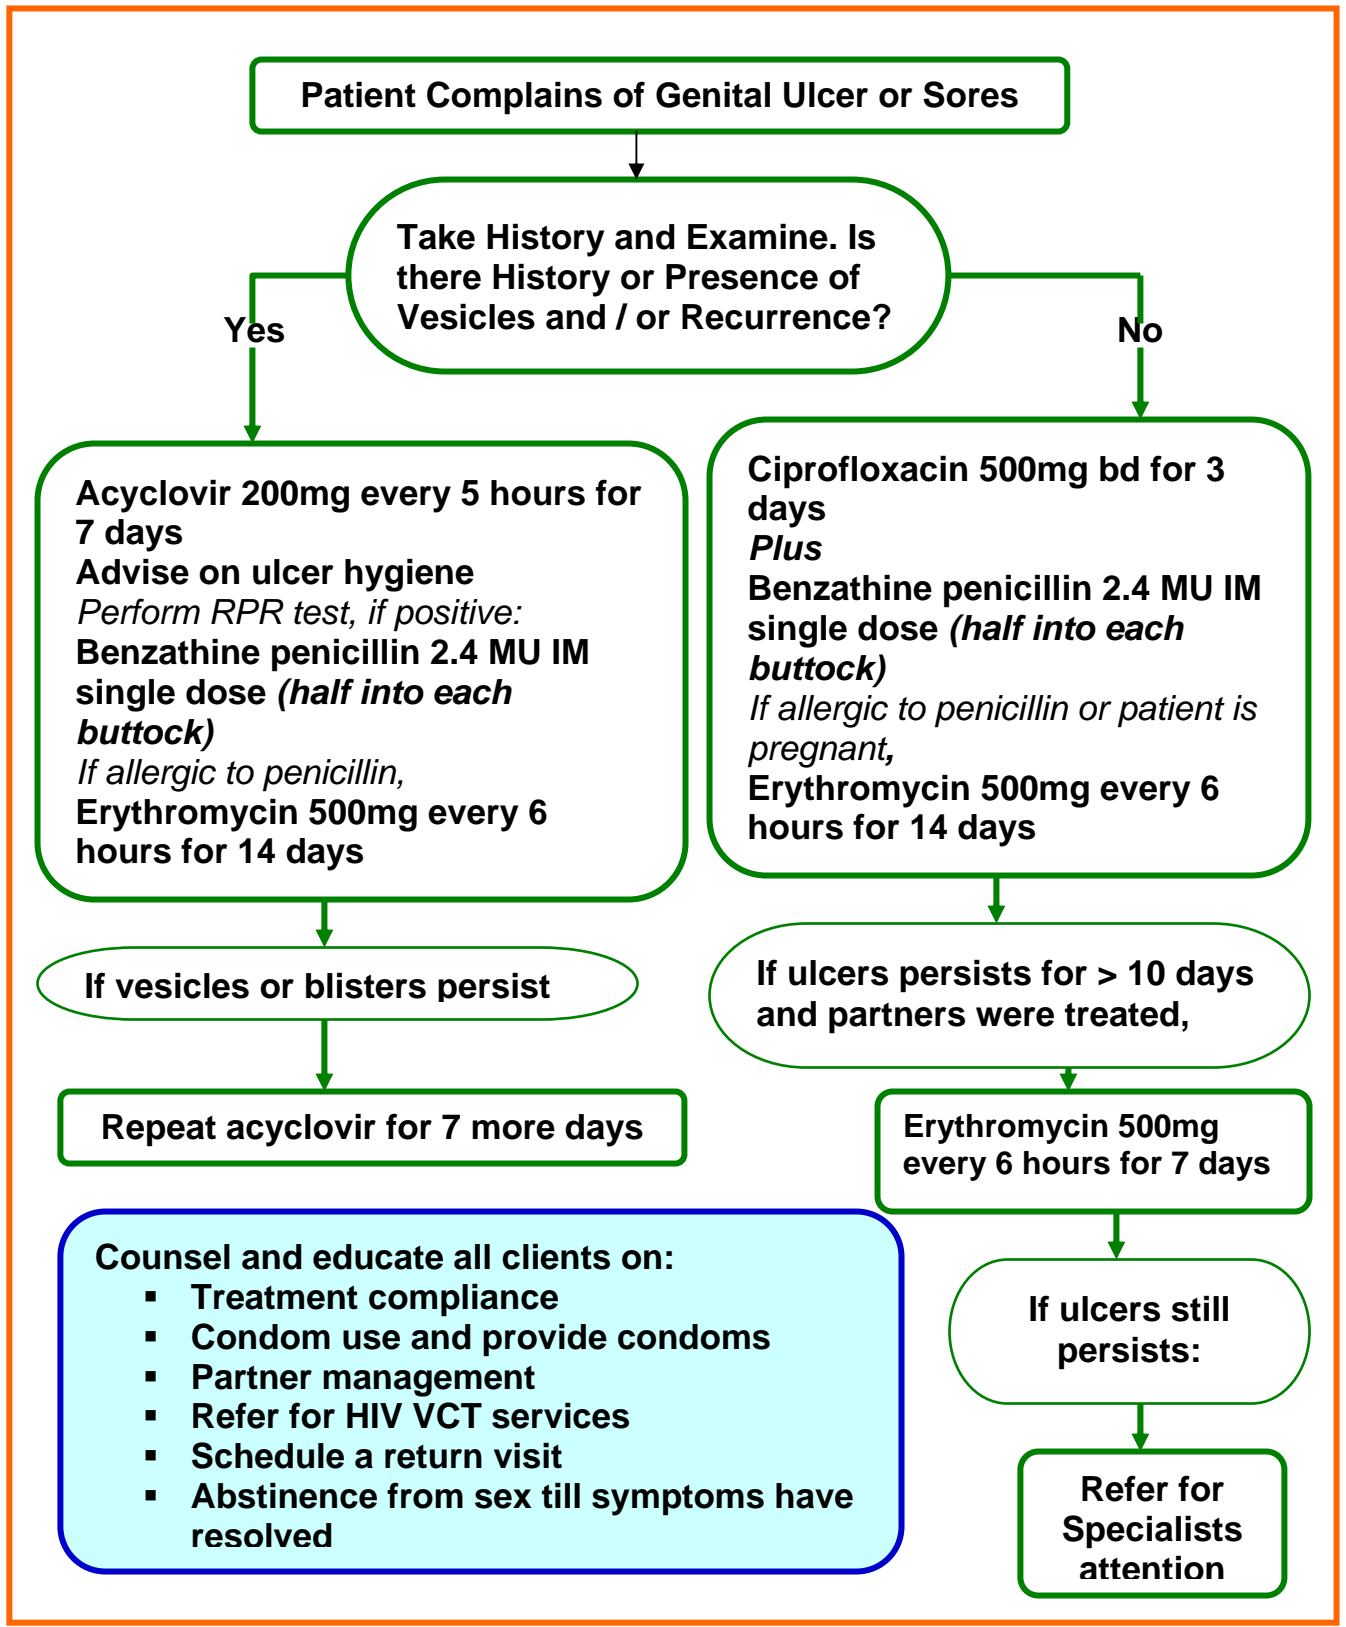 Patient Complains of Genital Ulcer or Sores
Take History and Examine. Is
there History or Presence of
Vesicles and / or Recurrence?
Yes
No
Acyclovir 200mg every 5 hours for
7 days
Advise on ulcer hygiene
Perform RPR test, if positive:
Benzathine penicillin 2.4 MU IM
single dose (half into each
buttock)
If allergic to penicillin,
Erythromycin 500mg every 6
hours for 14 days
Ciprofloxacin 500mg bd for 3
days
Plus
Benzathine penicillin 2.4 MU IM
single dose (half into each
buttock)
If allergic to penicillin or patient is
pregnant,
Erythromycin 500mg every 6
hours for 14 days
If vesicles or blisters persist
If ulcers persists for > 10 days
and partners were treated,
Repeat acyclovir for 7 more days
Erythromycin 500mg
every 6 hours for 7 days
Counsel and educate all clients on:
▪ Treatment compliance
▪ Condom use and provide condoms
▪ Partner management
▪ Refer for HIV VCT services
▪ Schedule a return visit
▪ Abstinence from sex till symptoms have
resolved
If ulcers still
persists:
Refer for
Specialists
attention